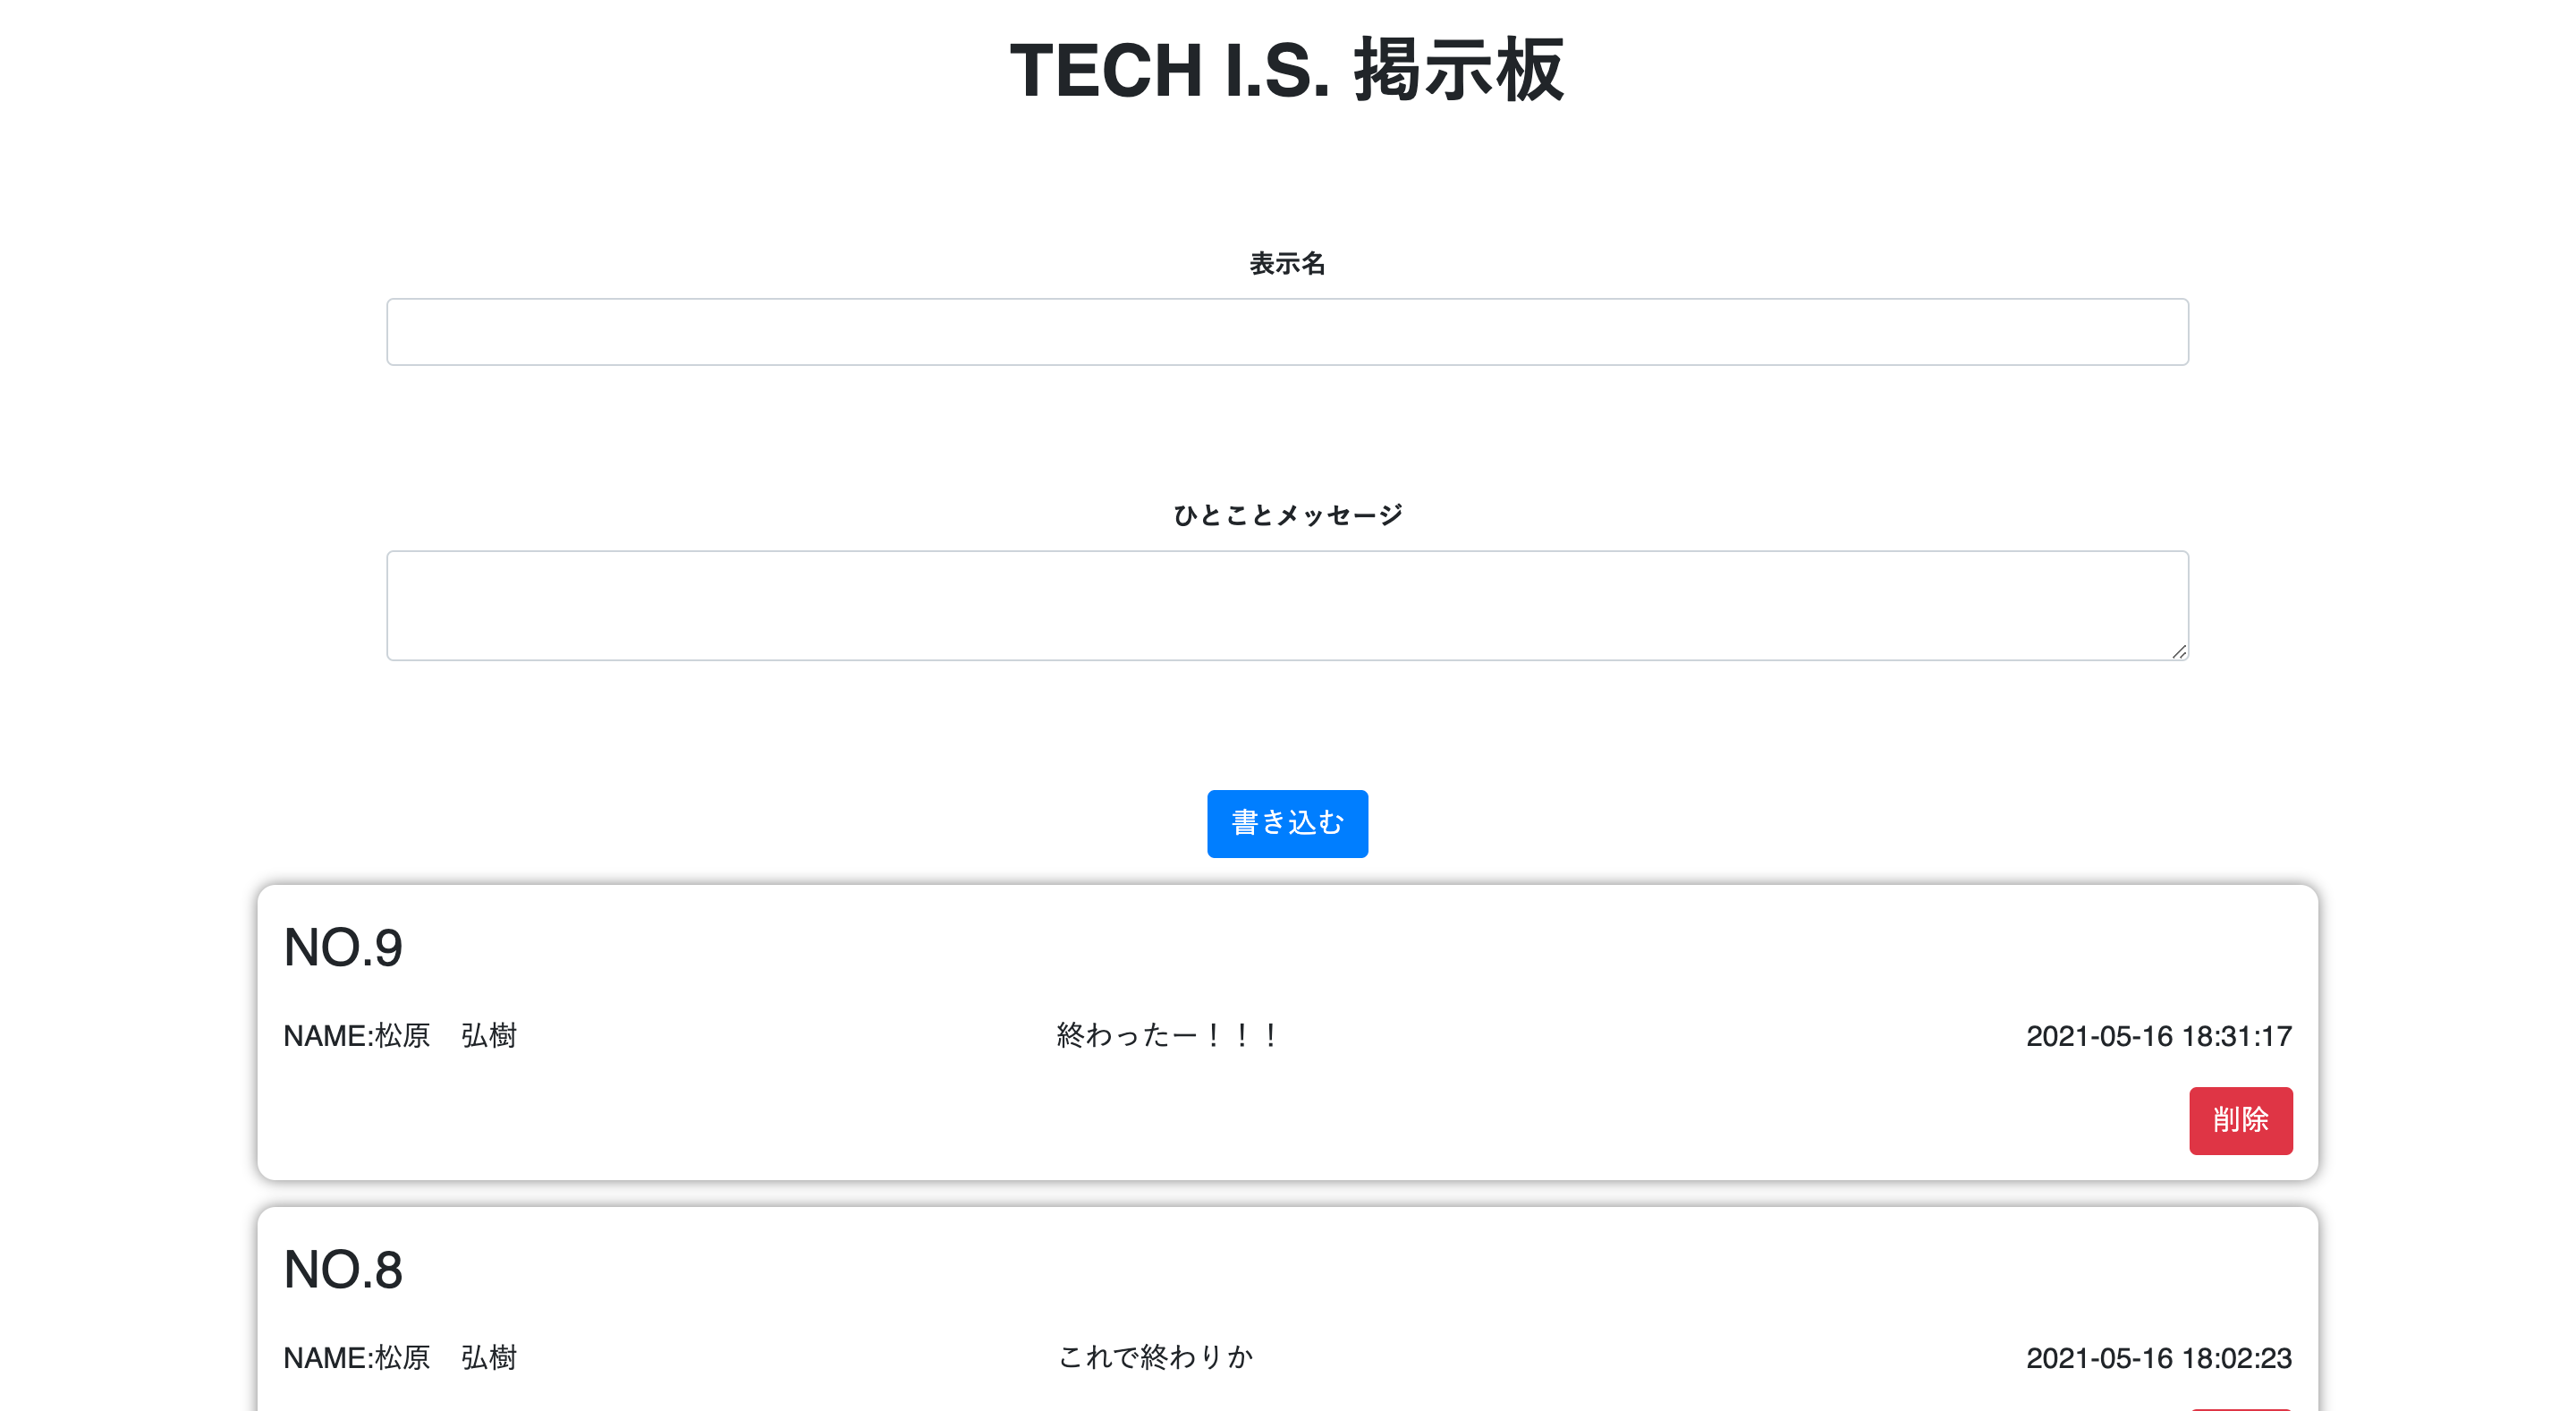 TECH I.S. 掲示板
表示名
ひとことメッセージ
書き込む
NO.9
NAME:松原　弘樹 終わったー！！！ 2021-05-16 18:31:17
削除
NO.8
NAME:松原　弘樹 これで終わりか 2021-05-16 18:02:23